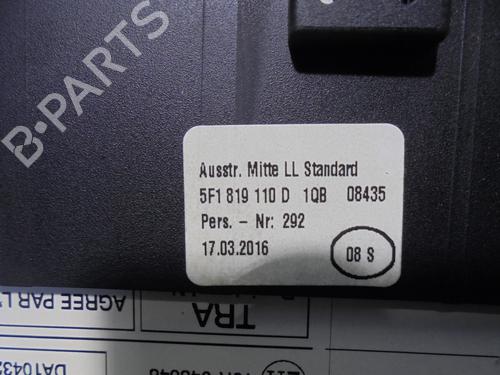 B-PARTS
Ausstr. Mitte LL Standard
5F1 819 110 D 1QB 08435
Pers. - Nr: 292
17.03.2016 08 S
TRA
AGREE PAR L'